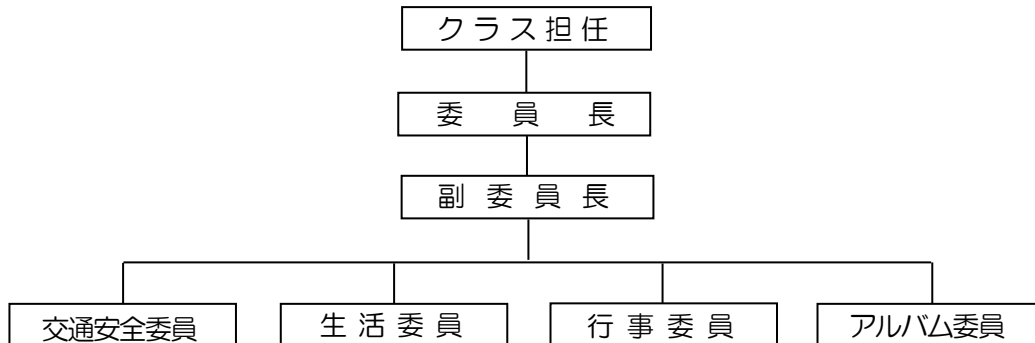 クラス担任
委員長
副委員長
交通安全委員
生活委員
行事委員
アルバム委員